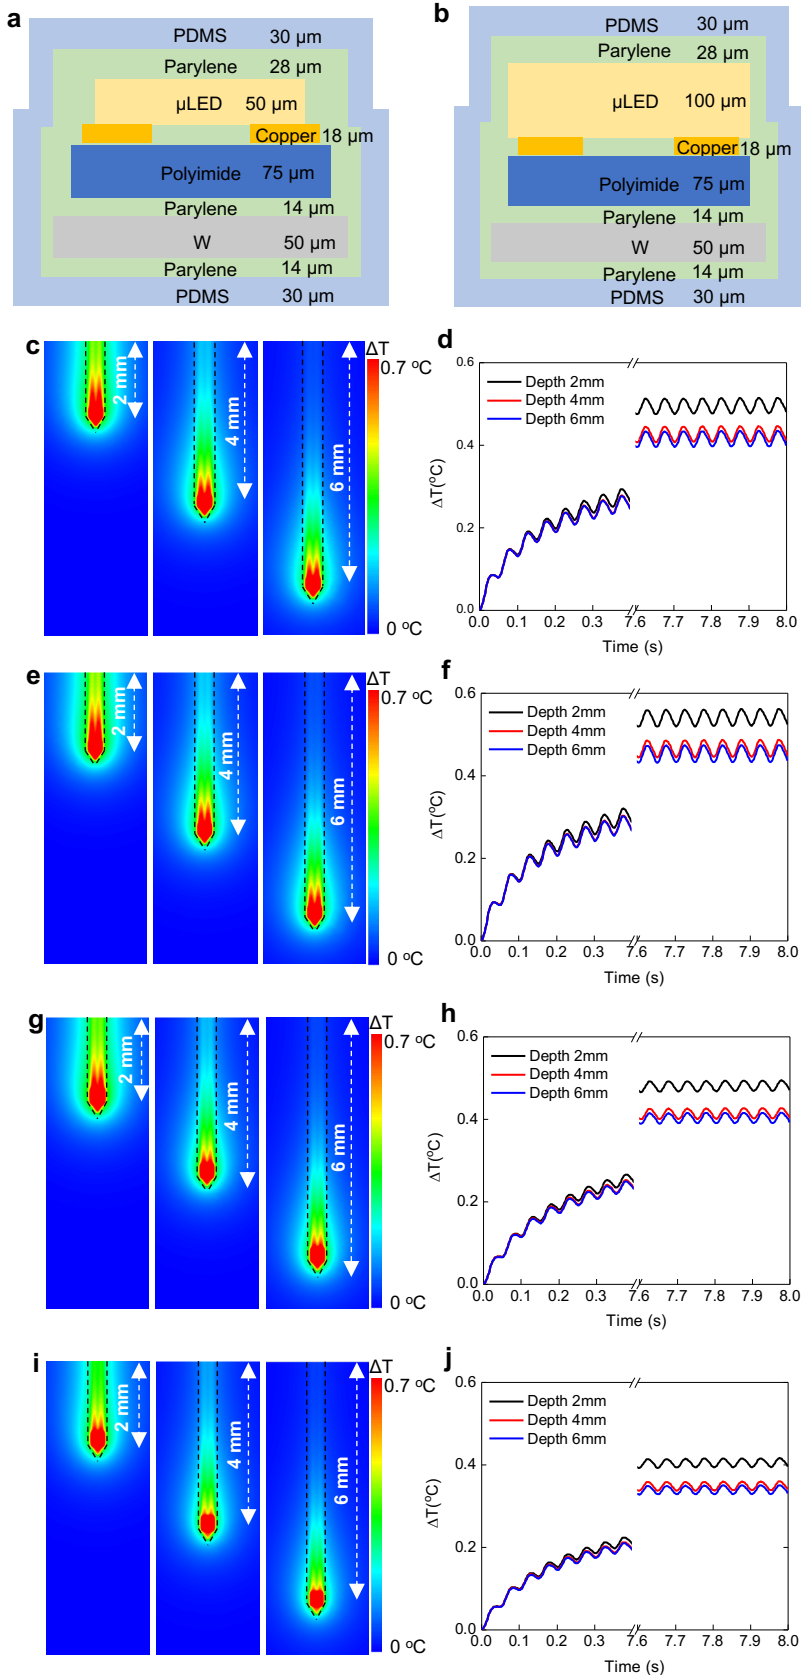 a
PDMS 30 µm
Parylene 28 µm
µLED 50 µm
Copper 18 µm
Polyimide 75 µm
Parylene 14 µm
W 50 µm
Parylene 14 µm
PDMS 30 µm
b
PDMS 30 µm
Parylene 28 µm
µLED 100 µm
Copper 18 µm
Polyimide 75 µm
Parylene 14 µm
W 50 µm
Parylene 14 µm
PDMS 30 µm
c
2 mm
4 mm
6 mm
ΔT
0.7 ºC
0 ºC
d
Depth 2mm
Depth 4mm
Depth 6mm
ΔT(ºC)
0.6
0.4
0.2
0.0
0.0 0.1 0.2 0.3 7.6 7.7 7.8 7.9 8.0
Time (s)
e
2 mm
4 mm
6 mm
ΔT
0.7 ºC
0 ºC
f
Depth 2mm
Depth 4mm
Depth 6mm
ΔT(ºC)
0.6
0.4
0.2
0.0
0.0 0.1 0.2 0.3 7.6 7.7 7.8 7.9 8.0
Time (s)
g
2 mm
4 mm
6 mm
ΔT
0.7 ºC
0 ºC
h
Depth 2mm
Depth 4mm
Depth 6mm
ΔT(ºC)
0.6
0.4
0.2
0.0
0.0 0.1 0.2 0.3 7.6 7.7 7.8 7.9 8.0
Time (s)
i
2 mm
4 mm
6 mm
ΔT
0.7 ºC
0 ºC
j
Depth 2mm
Depth 4mm
Depth 6mm
ΔT(ºC)
0.6
0.4
0.2
0.0
0.0 0.1 0.2 0.3 7.6 7.7 7.8 7.9 8.0
Time (s)